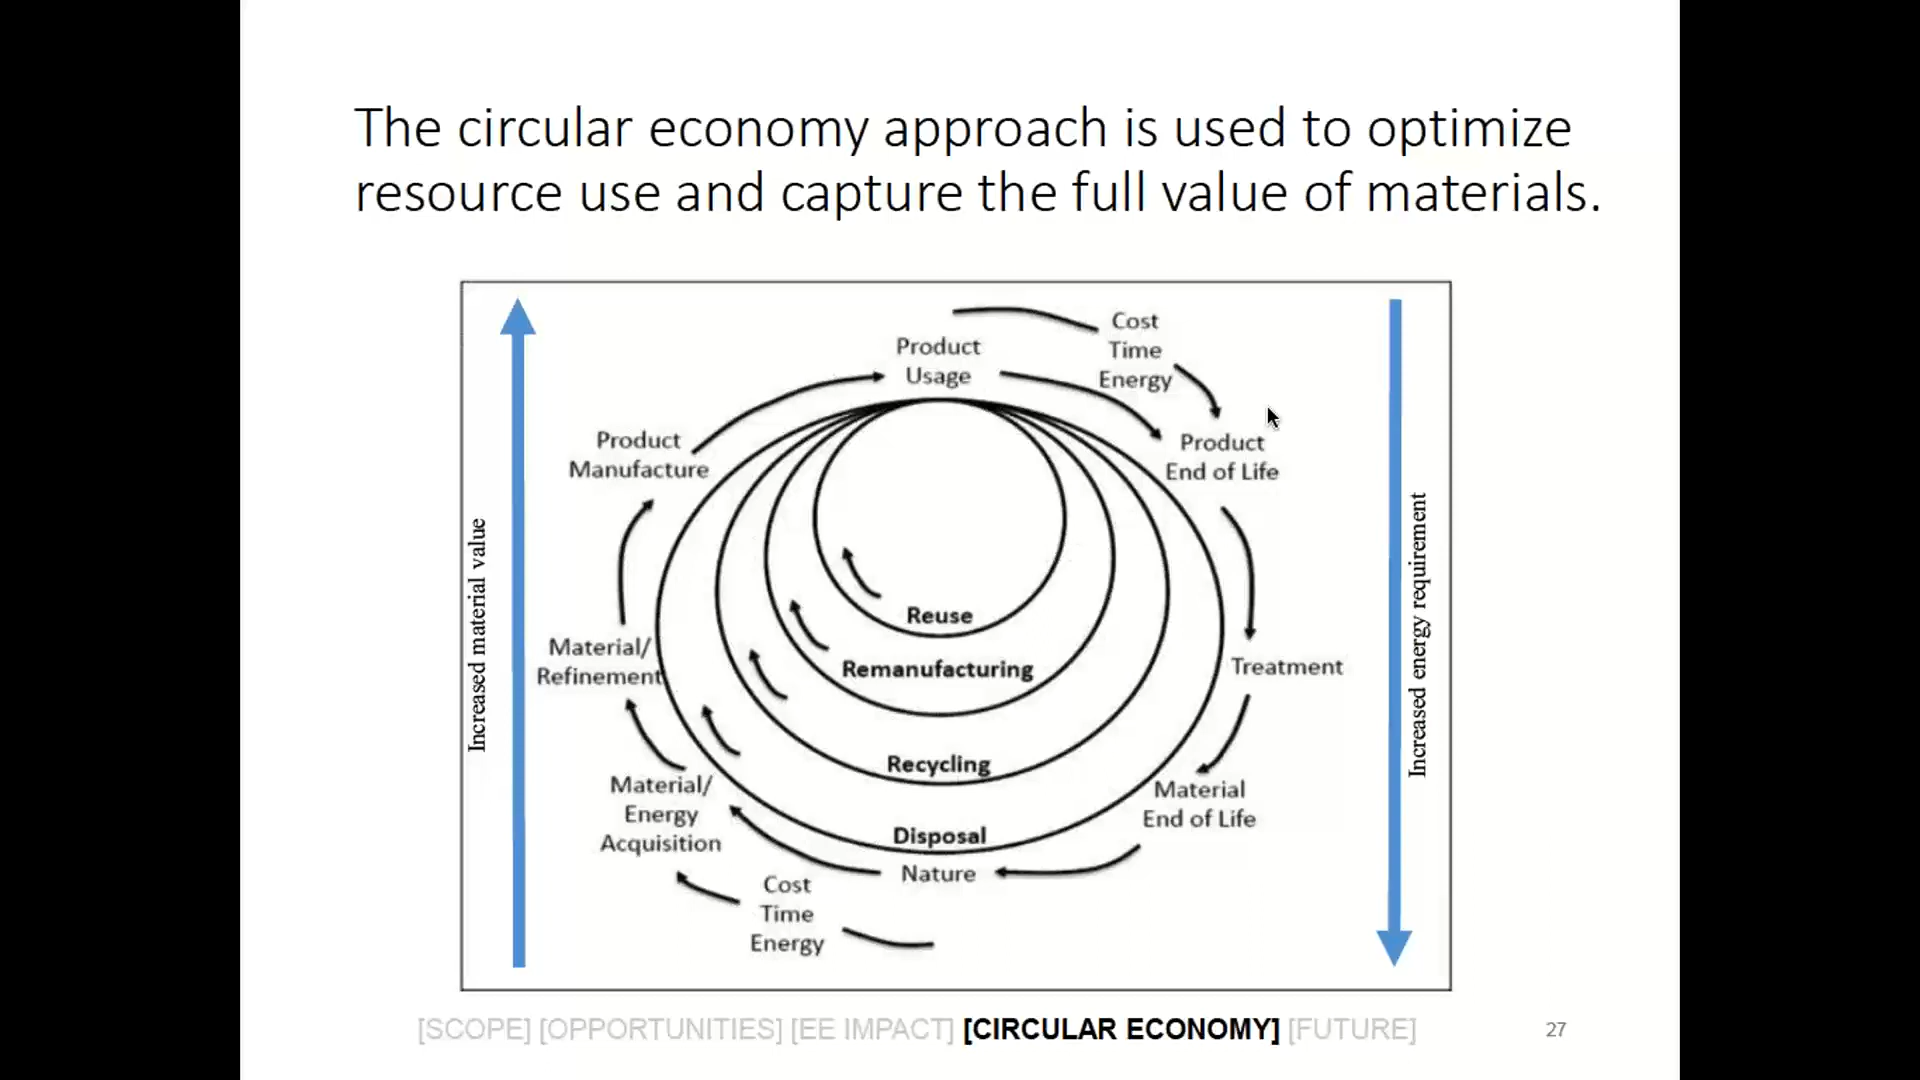 The circular economy approach is used to optimize
resource use and capture the full value of materials.
Increased material value
Cost
Time
Energy
Product
Usage
Product
Manufacture
Product
End of Life
Reuse
Material/
Refinement
Remanufacturing
Treatment
Increased energy requirement
Recycling
Material/
Energy
Acquisition
Material
End of Life
Disposal
Nature
Cost
Time
Energy
[SCOPE] [OPPORTUNITIES] [EE IMPACT] [CIRCULAR ECONOMY] [FUTURE]
27